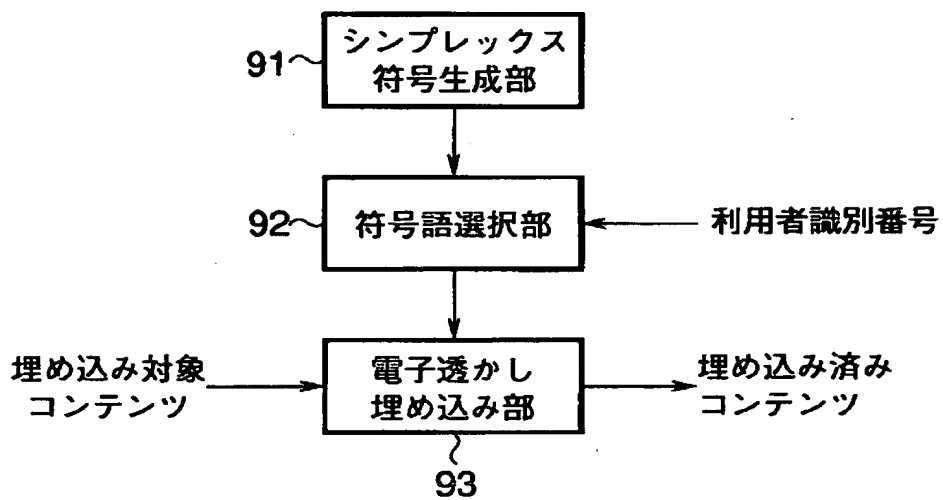 91
シンプレックス
符号生成部
92
符号語選択部
利用者識別番号
埋め込み対象
コンテンツ
電子透かし
埋め込み部
埋め込み済み
コンテンツ
93